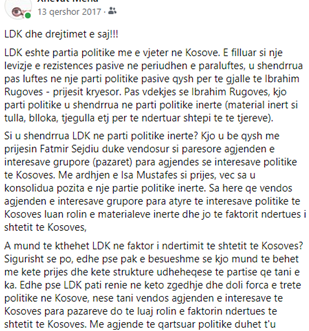 13 qershor 2017 ·
LDK dhe drejtimet e saj!!!
LDK eshte partia politike me e vjeter ne Kosove. E filluar si nje
levizje e rezistences pasive ne periudhen e paraluftes, u shendrrua
pas luftes ne nje parti politike pasive qysh per te gjalle te Ibrahim
Rugoves - prijesit kryesor. Pas vdekjes se Ibrahim Rugoves, kjo
parti politike u shendrrua ne parti politike inerte (material inert si
tulla, blloka, tjegulla etj per te ndertuar shtepi te te tjereve).
Si u shendrrua LDK ne parti politike inerte? Kjo u be qysh me
prijesin Fatmir Sejdiu duke vendosur si paresore agjenden e
interesave grupore (pazaret) para agjendes se interesave politike
te Kosoves. Me ardhjen e Isa Mustafes si prijes, vec sa u
konsolidua pozita e nje partie politike inerte. Sa here qe vendos
agjenden e interesave grupore para atyre te interesave politike te
Kosoves luan rolin e materialeve inerte dhe jo te faktorit ndertues i
shtetit te Kosoves,
A mund te kthehet LDK ne faktor i ndertimit te shtetit te Kosoves?
Sigurisht se po, edhe pse pak e besueshme se kjo mund te behet
me kete prijes dhe kete strukture udheheqese te partise qe tani e
ka. Edhe pse LDK pati renie ne keto zgedhje dhe doli forca e trete
politike ne Kosove, nese tani vendos agjenden e interesave te
Kosoves para pazareve do te luaj rolin e faktorin ndertues te
shtetit te Kosoves. Me agjende te qartsuar politike duhet t'u